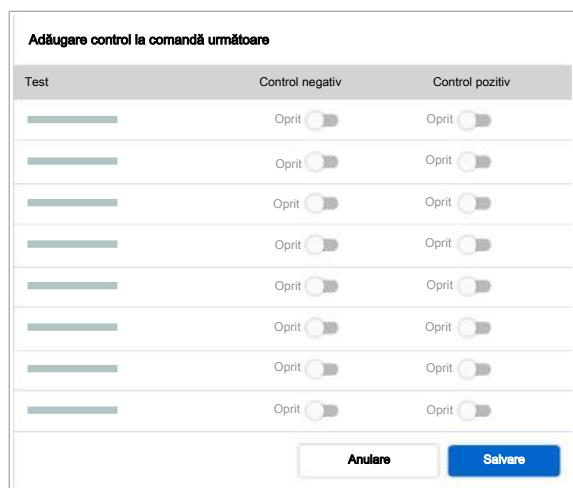 Adăugare control la comandă următoare
Test Control negativ Control pozitiv
Oprit Oprit
Oprit Oprit
Oprit Oprit
Oprit Oprit
Oprit Oprit
Oprit Oprit
Oprit Oprit
Oprit Oprit
Anulare Salvare